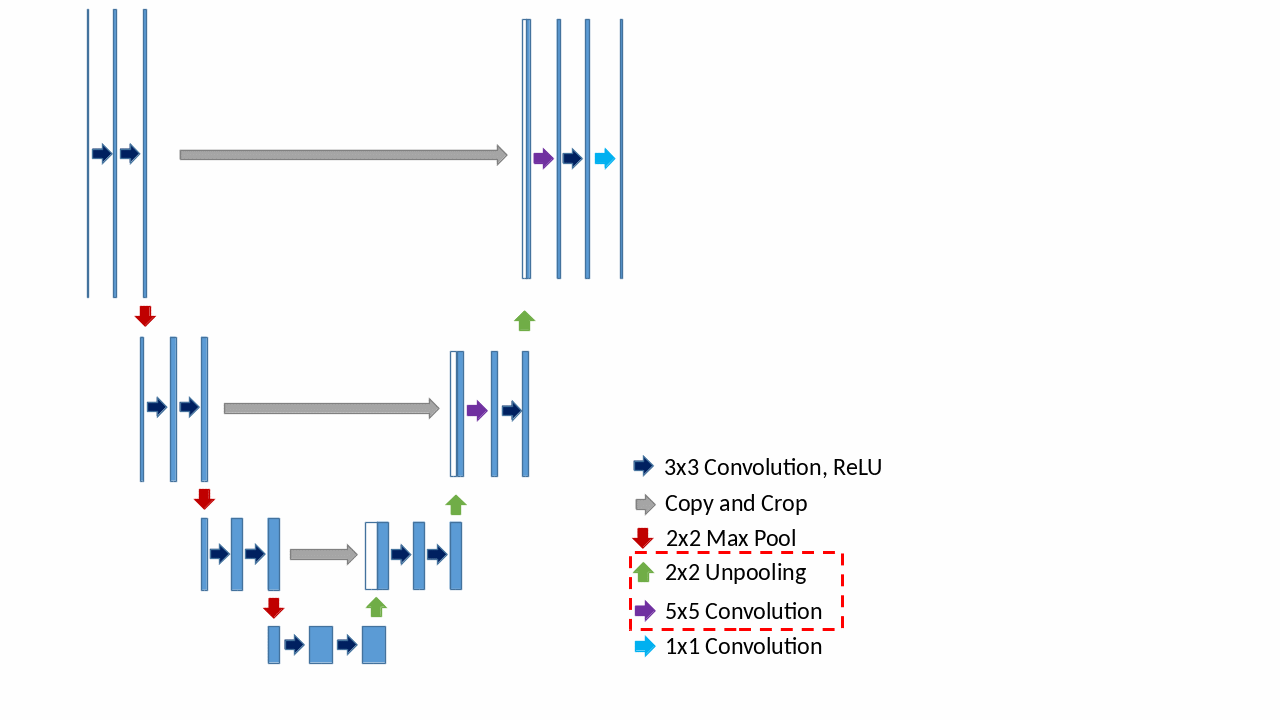 3x3 Convolution, ReLU
Copy and Crop
2x2 Max Pool
2x2 Unpooling
5x5 Convolution
1x1 Convolution